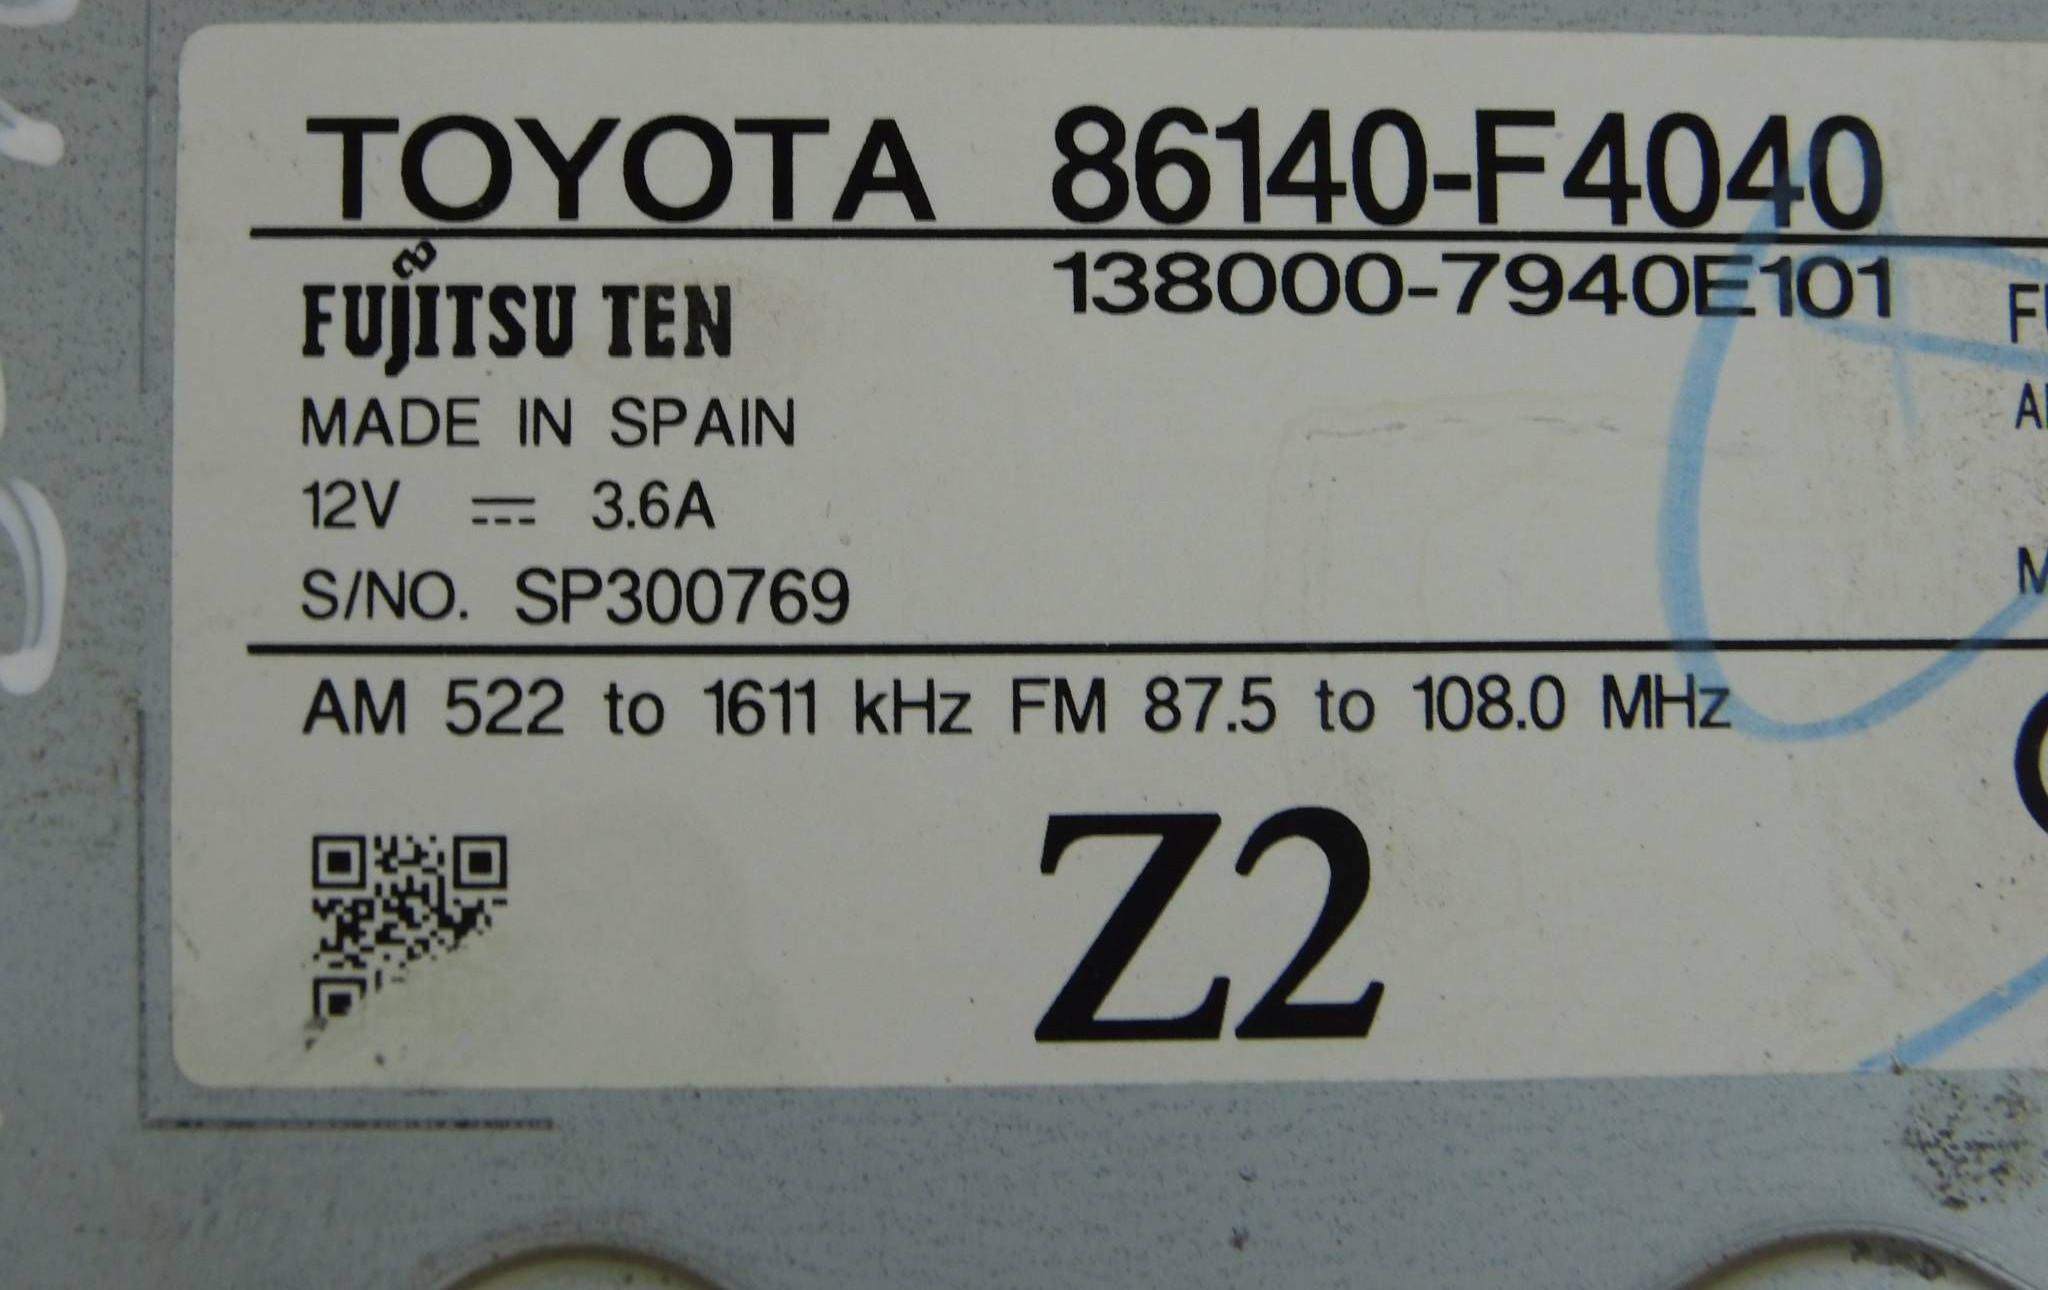 TOYOTA 86140-F4040
FUJITSU TEN 138000-7940E101
MADE IN SPAIN
12V 3.6A
S/NO. SP300769
AM 522 to 1611 kHz FM 87.5 to 108.0 MHz
Z2